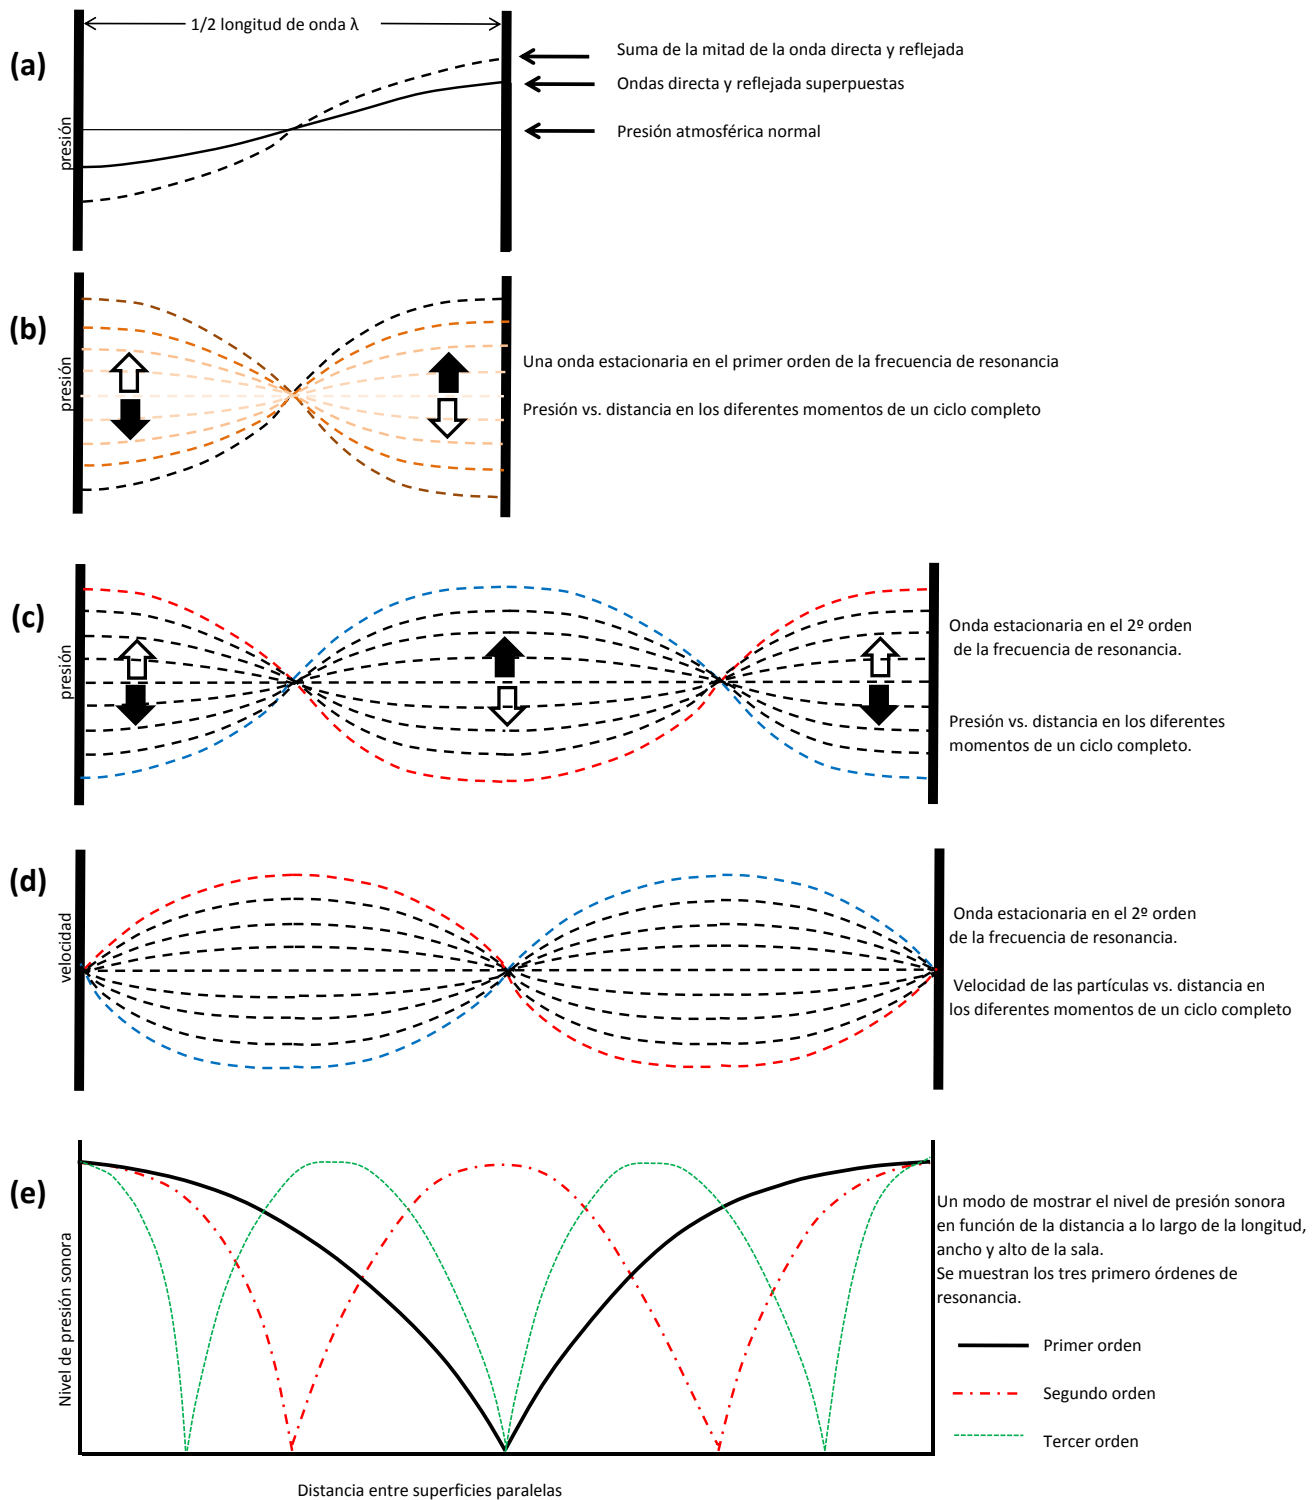 1/2 longitud de onda λ
(a)
Suma de la mitad de la onda directa y reflejada
Ondas directa y reflejada superpuestas
Presión atmosférica normal
presión
(b)
presión
Una onda estacionaria en el primer orden de la frecuencia de resonancia
Presión vs. distancia en los diferentes momentos de un ciclo completo
(c)
presión
Onda estacionaria en el 2º orden
de la frecuencia de resonancia.
Presión vs. distancia en los diferentes
momentos de un ciclo completo.
(d)
velocidad
Onda estacionaria en el 2º orden
de la frecuencia de resonancia.
Velocidad de las partículas vs. distancia en
los diferentes momentos de un ciclo completo
(e)
Nivel de presión sonora
Un modo de mostrar el nivel de presión sonora
en función de la distancia a lo largo de la longitud,
ancho y alto de la sala.
Se muestran los tres primero órdenes de
resonancia.
Primer orden
Segundo orden
Tercer orden
Distancia entre superficies paralelas